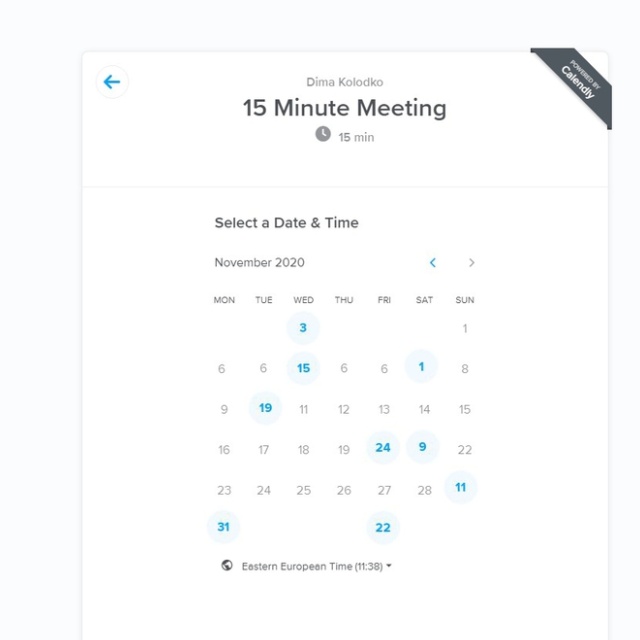 POWERED BY
Calendly
Dima Kolodko
15 Minute Meeting
15 min
Select a Date & Time
November 2020
MON TUE WED THU FRI SAT SUN
3 1
6 6 15 6 6 1 8
9 19 11 12 13 14 15
16 17 18 19 24 9 22
23 24 25 26 27 28 11
31 22
Eastern European Time (11:38)